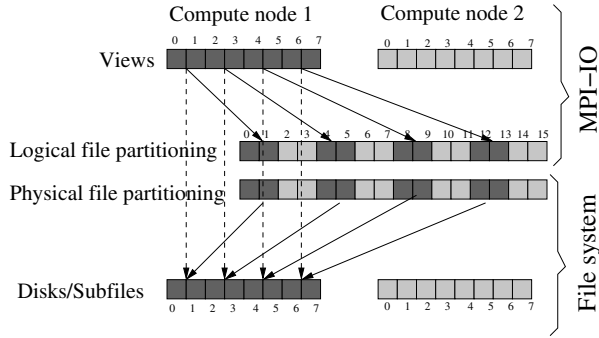 Compute node 1 Compute node 2
0 1 2 3 4 5 6 7 0 1 2 3 4 5 6 7
Views
MPI−IO
0 1 2 3 4 5 6 7 8 9 10 11 12 13 14 15
Logical file partitioning
Physical file partitioning
File system
Disks/Subfiles
0 1 2 3 4 5 6 7 0 1 2 3 4 5 6 7